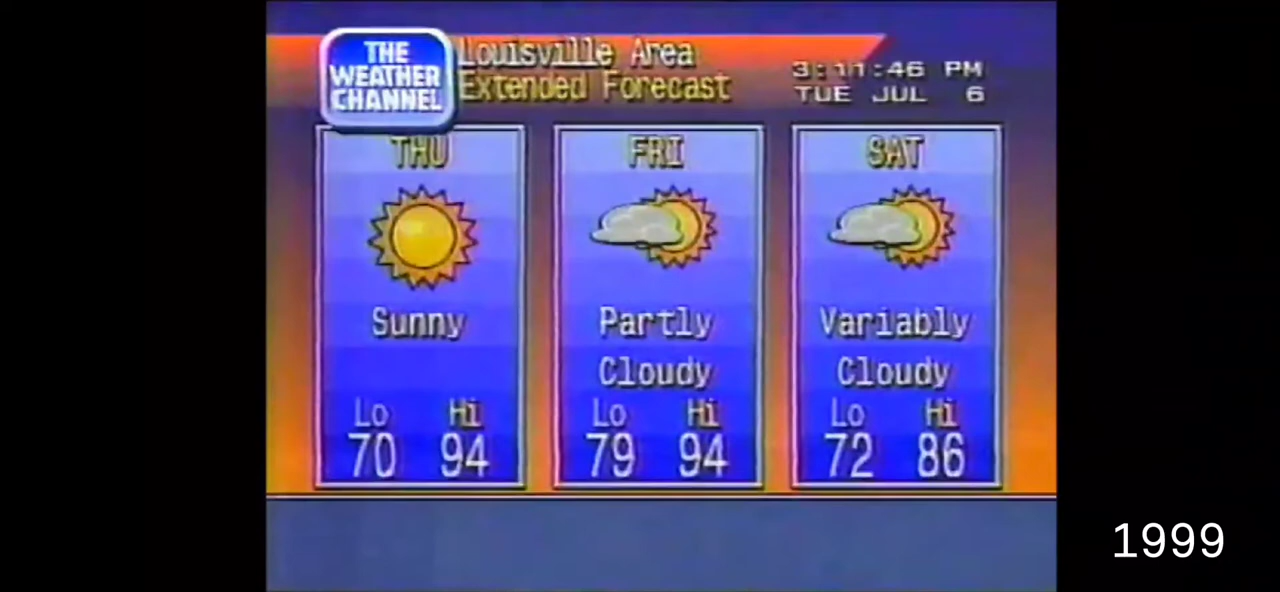 THE
WEATHER
CHANNEL
Louisville Area
Extended Forecast
3:11:46 PM
TUE JUL 6
THU
Sunny
Lo Hi
70 94
FRI
Partly
Cloudy
Lo Hi
79 94
SAT
Variably
Cloudy
Lo Hi
72 86
1999